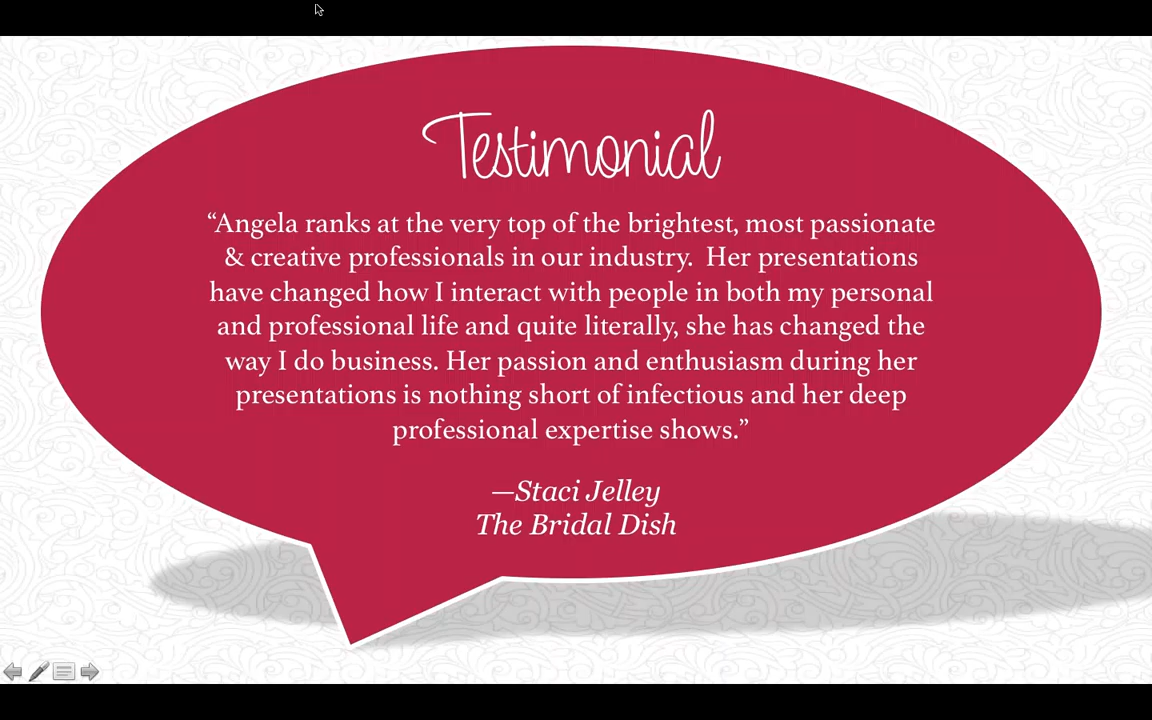 Testimonial
“Angela ranks at the very top of the brightest, most passionate
& creative professionals in our industry.  Her presentations
have changed how I interact with people in both my personal
and professional life and quite literally, she has changed the
way I do business. Her passion and enthusiasm during her
presentations is nothing short of infectious and her deep
professional expertise shows.”
—Staci Jelley
The Bridal Dish